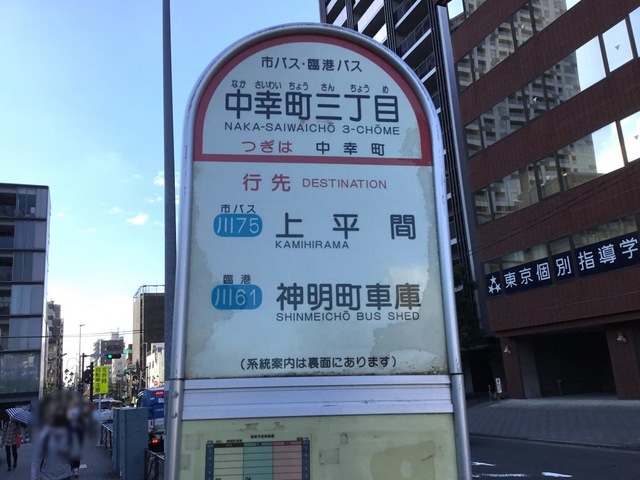 市バス・臨港バス
なか さいわい ちょう さん ちょう め
中幸町三丁目
NAKA-SAIWAICHŌ 3-CHŌME
つぎは 中幸町
行先 DESTINATION
市バス
川75 上平間
KAMIHIRAMA
臨港
川61 神明町車庫
SHINMEICHŌ BUS SHED
(系統案内は裏面にあります)
東京個別指導学